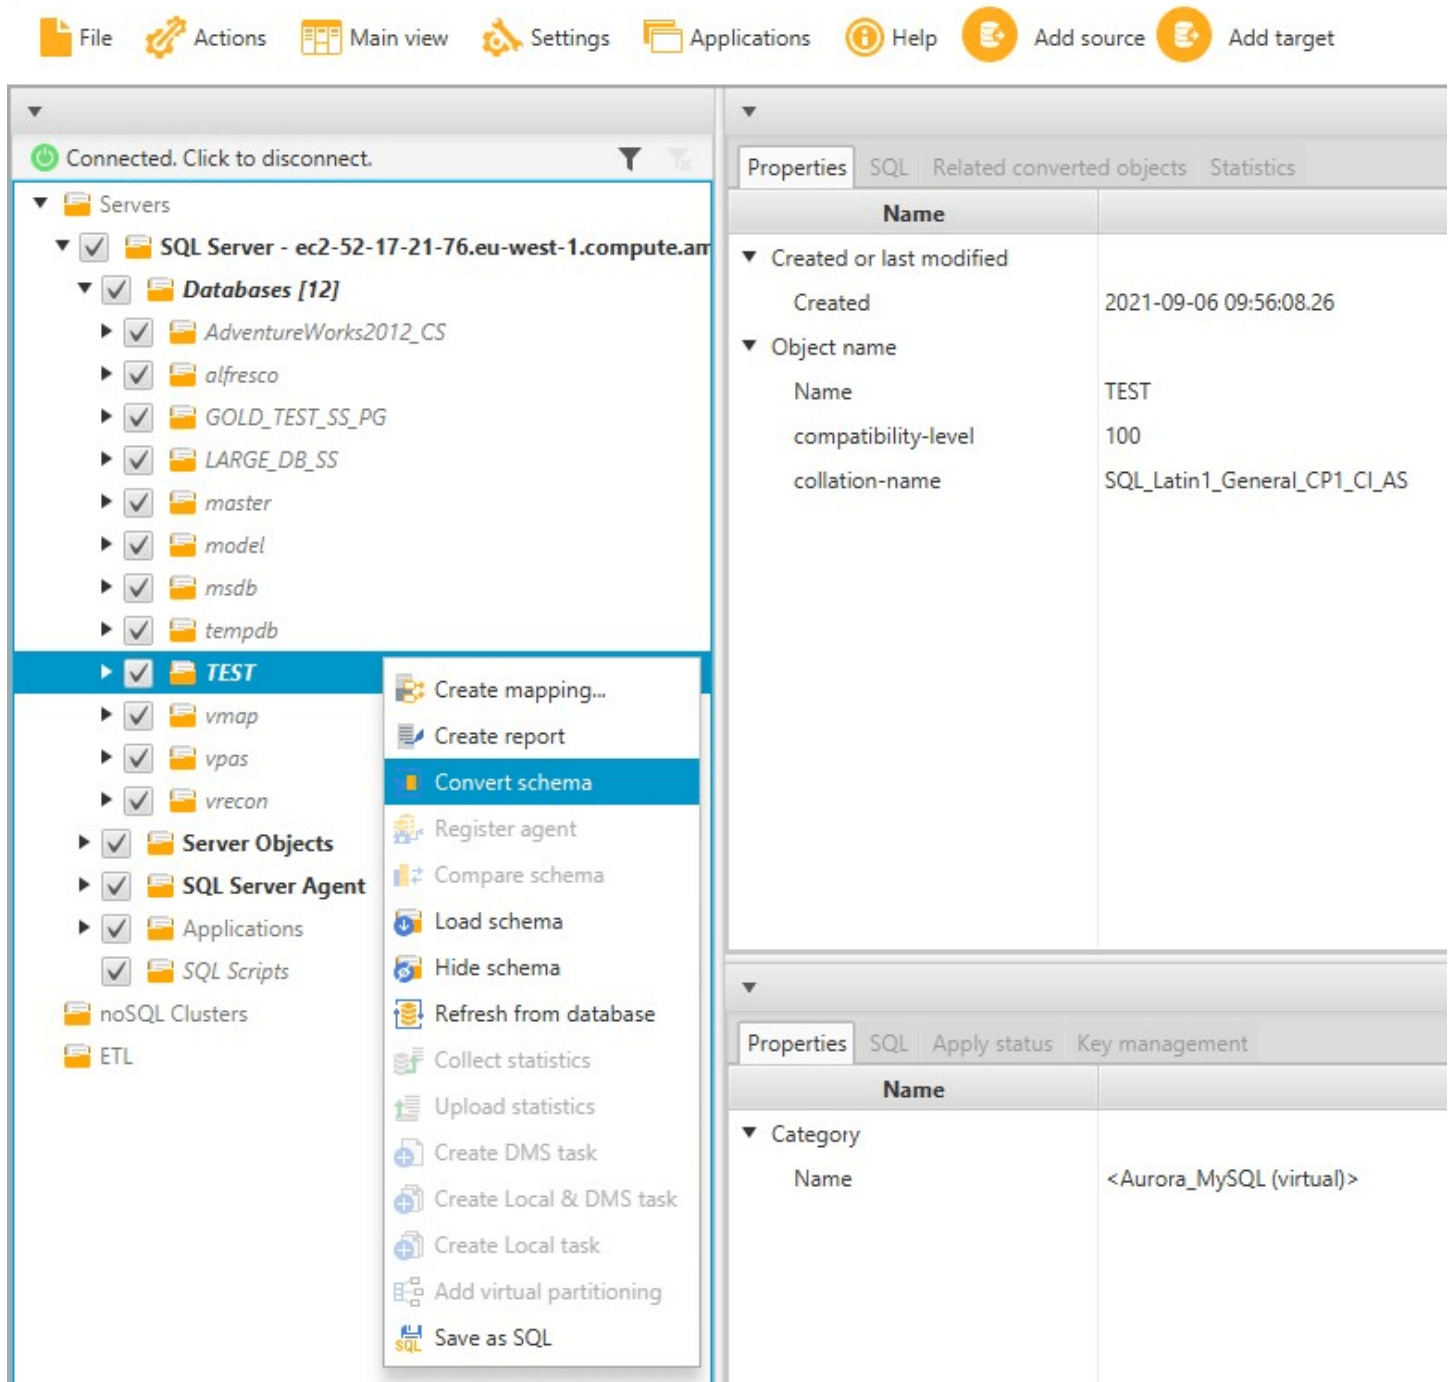 File Actions Main view Settings Applications Help Add source Add target
Connected. Click to disconnect.
Servers
SQL Server - ec2-52-17-21-76.eu-west-1.compute.am
Databases [12]
AdventureWorks2012_CS
alfresco
GOLD_TEST_SS_PG
LARGE_DB_SS
master
model
msdb
tempdb
TEST
vmap
vpas
vrecon
Server Objects
SQL Server Agent
Applications
SQL Scripts
noSQL Clusters
ETL
Create mapping...
Create report
Convert schema
Register agent
Compare schema
Load schema
Hide schema
Refresh from database
Collect statistics
Upload statistics
Create DMS task
Create Local & DMS task
Create Local task
Add virtual partitioning
SQL Save as SQL
Properties SQL Related converted objects Statistics
Name
Created or last modified
Created 2021-09-06 09:56:08.26
Object name
Name TEST
compatibility-level 100
collation-name SQL_Latin1_General_CP1_CI_AS
Properties SQL Apply status Key management
Name
Category
Name <Aurora_MySQL (virtual)>